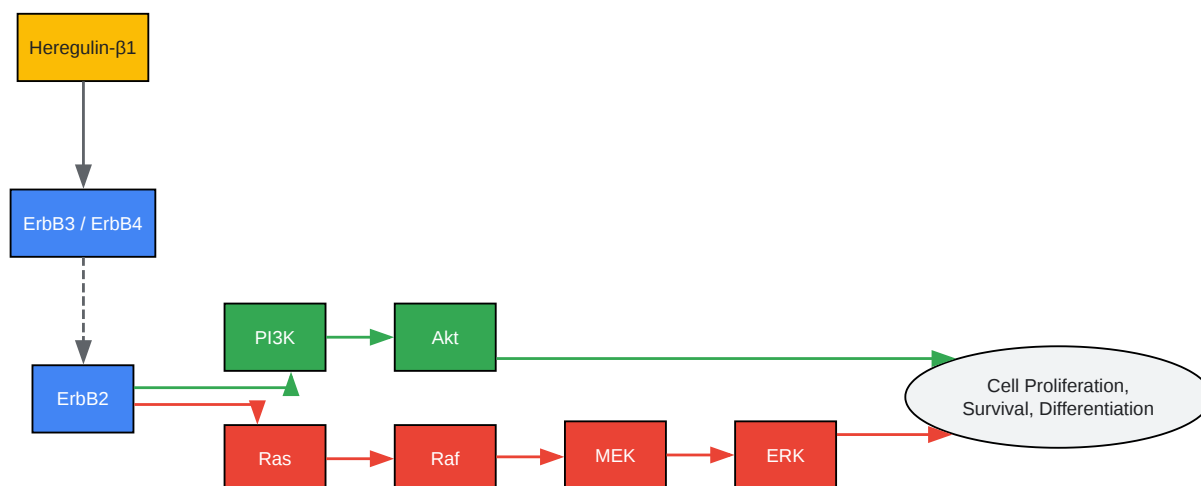 Heregulin-β1
ErbB3 / ErbB4
PI3K
Akt
ErbB2
Cell Proliferation,
Survival, Differentiation
Ras
Raf
MEK
ERK